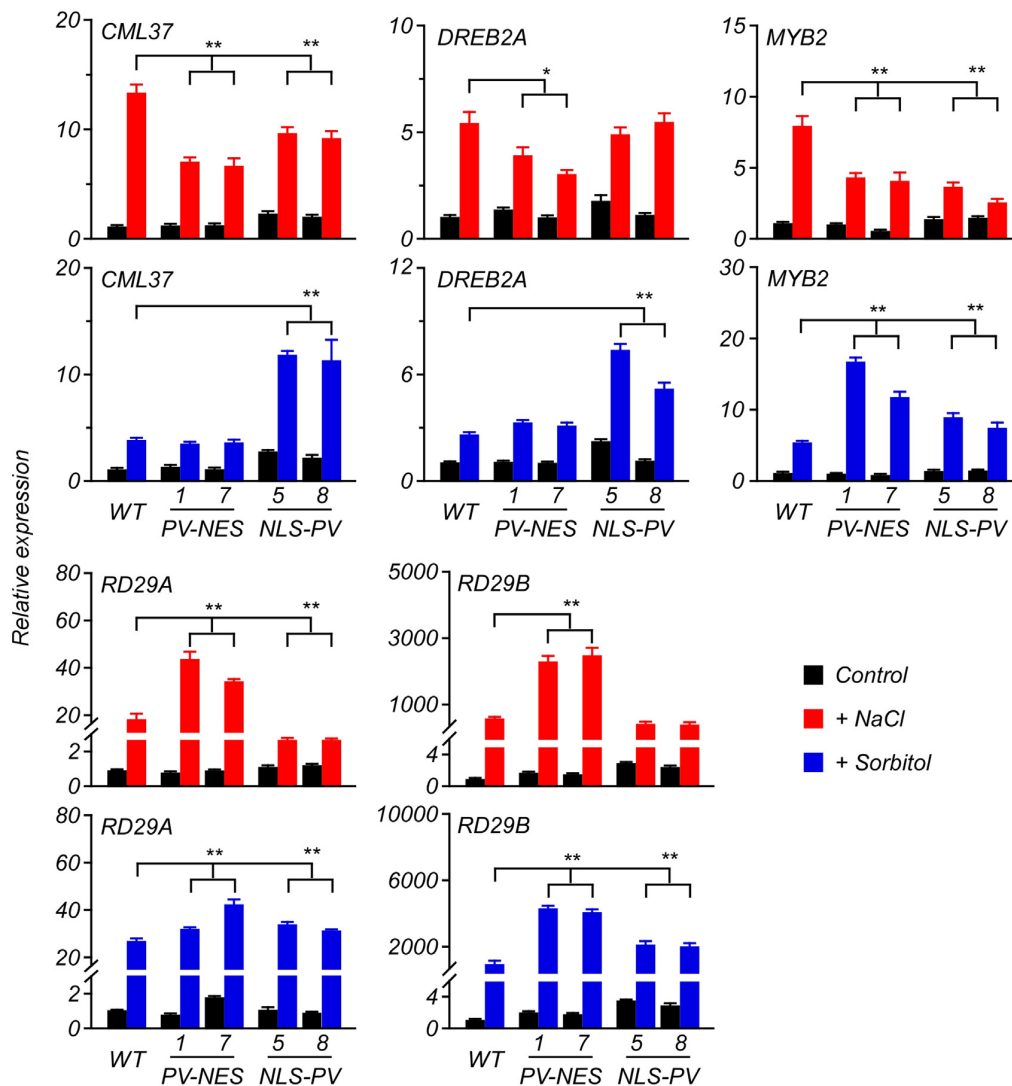 CML37
20
**
**
10
0
DREB2A
10
*
5
0
MYB2
15
**
**
10
5
0
CML37
20
**
10
0
DREB2A
12
**
6
0
MYB2
30
**
**
20
10
0
WT 1 7 5 8
PV-NES NLS-PV
WT 1 7 5 8
PV-NES NLS-PV
WT 1 7 5 8
PV-NES NLS-PV
Relative expression
RD29A
80
60
**
**
40
20
2
0
RD29B
5000
**
3000
1000
4
0
Control
+ NaCl
+ Sorbitol
RD29A
80
60
**
**
40
20
2
0
RD29B
10000
**
**
6000
2000
4
0
WT 1 7 5 8
PV-NES NLS-PV
WT 1 7 5 8
PV-NES NLS-PV